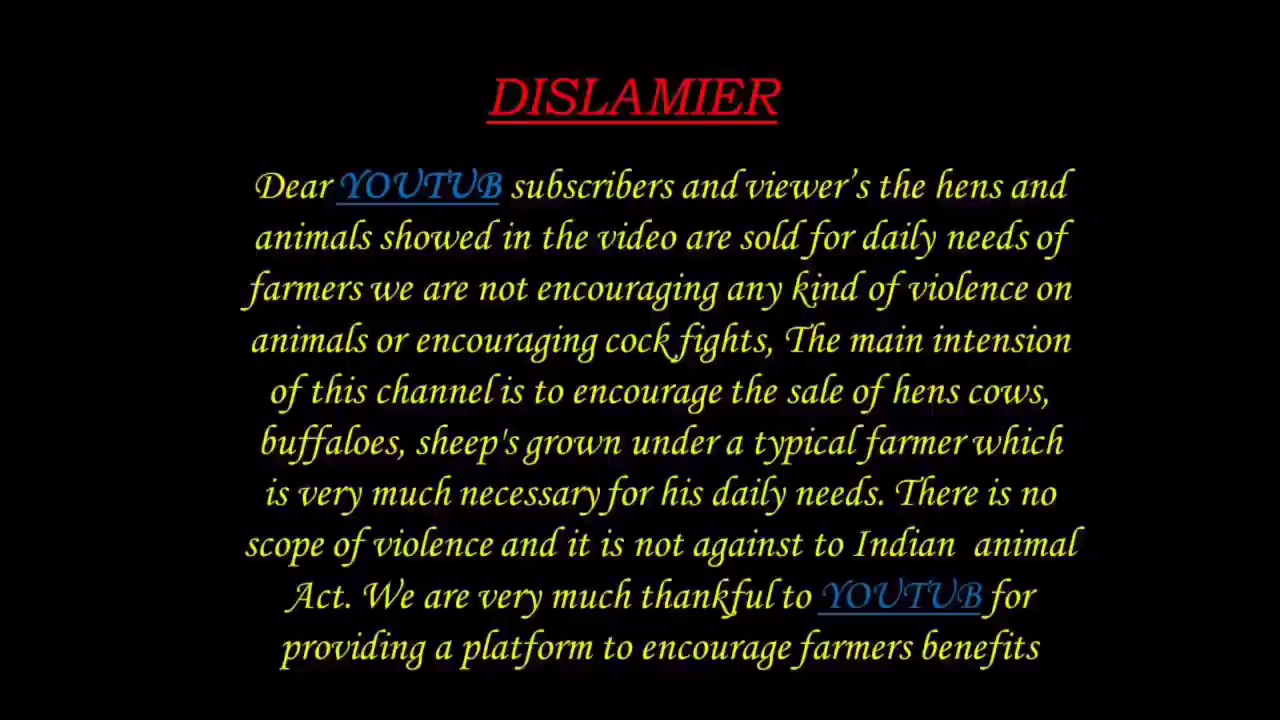 DISLAMIER
Dear YOUTUB subscribers and viewer’s the hens and
animals showed in the video are sold for daily needs of
farmers we are not encouraging any kind of violence on
animals or encouraging cock fights, The main intension
of this channel is to encourage the sale of hens cows,
buffaloes, sheep's grown under a typical farmer which
is very much necessary for his daily needs. There is no
scope of violence and it is not against to Indian animal
Act. We are very much thankful to YOUTUB for
providing a platform to encourage farmers benefits